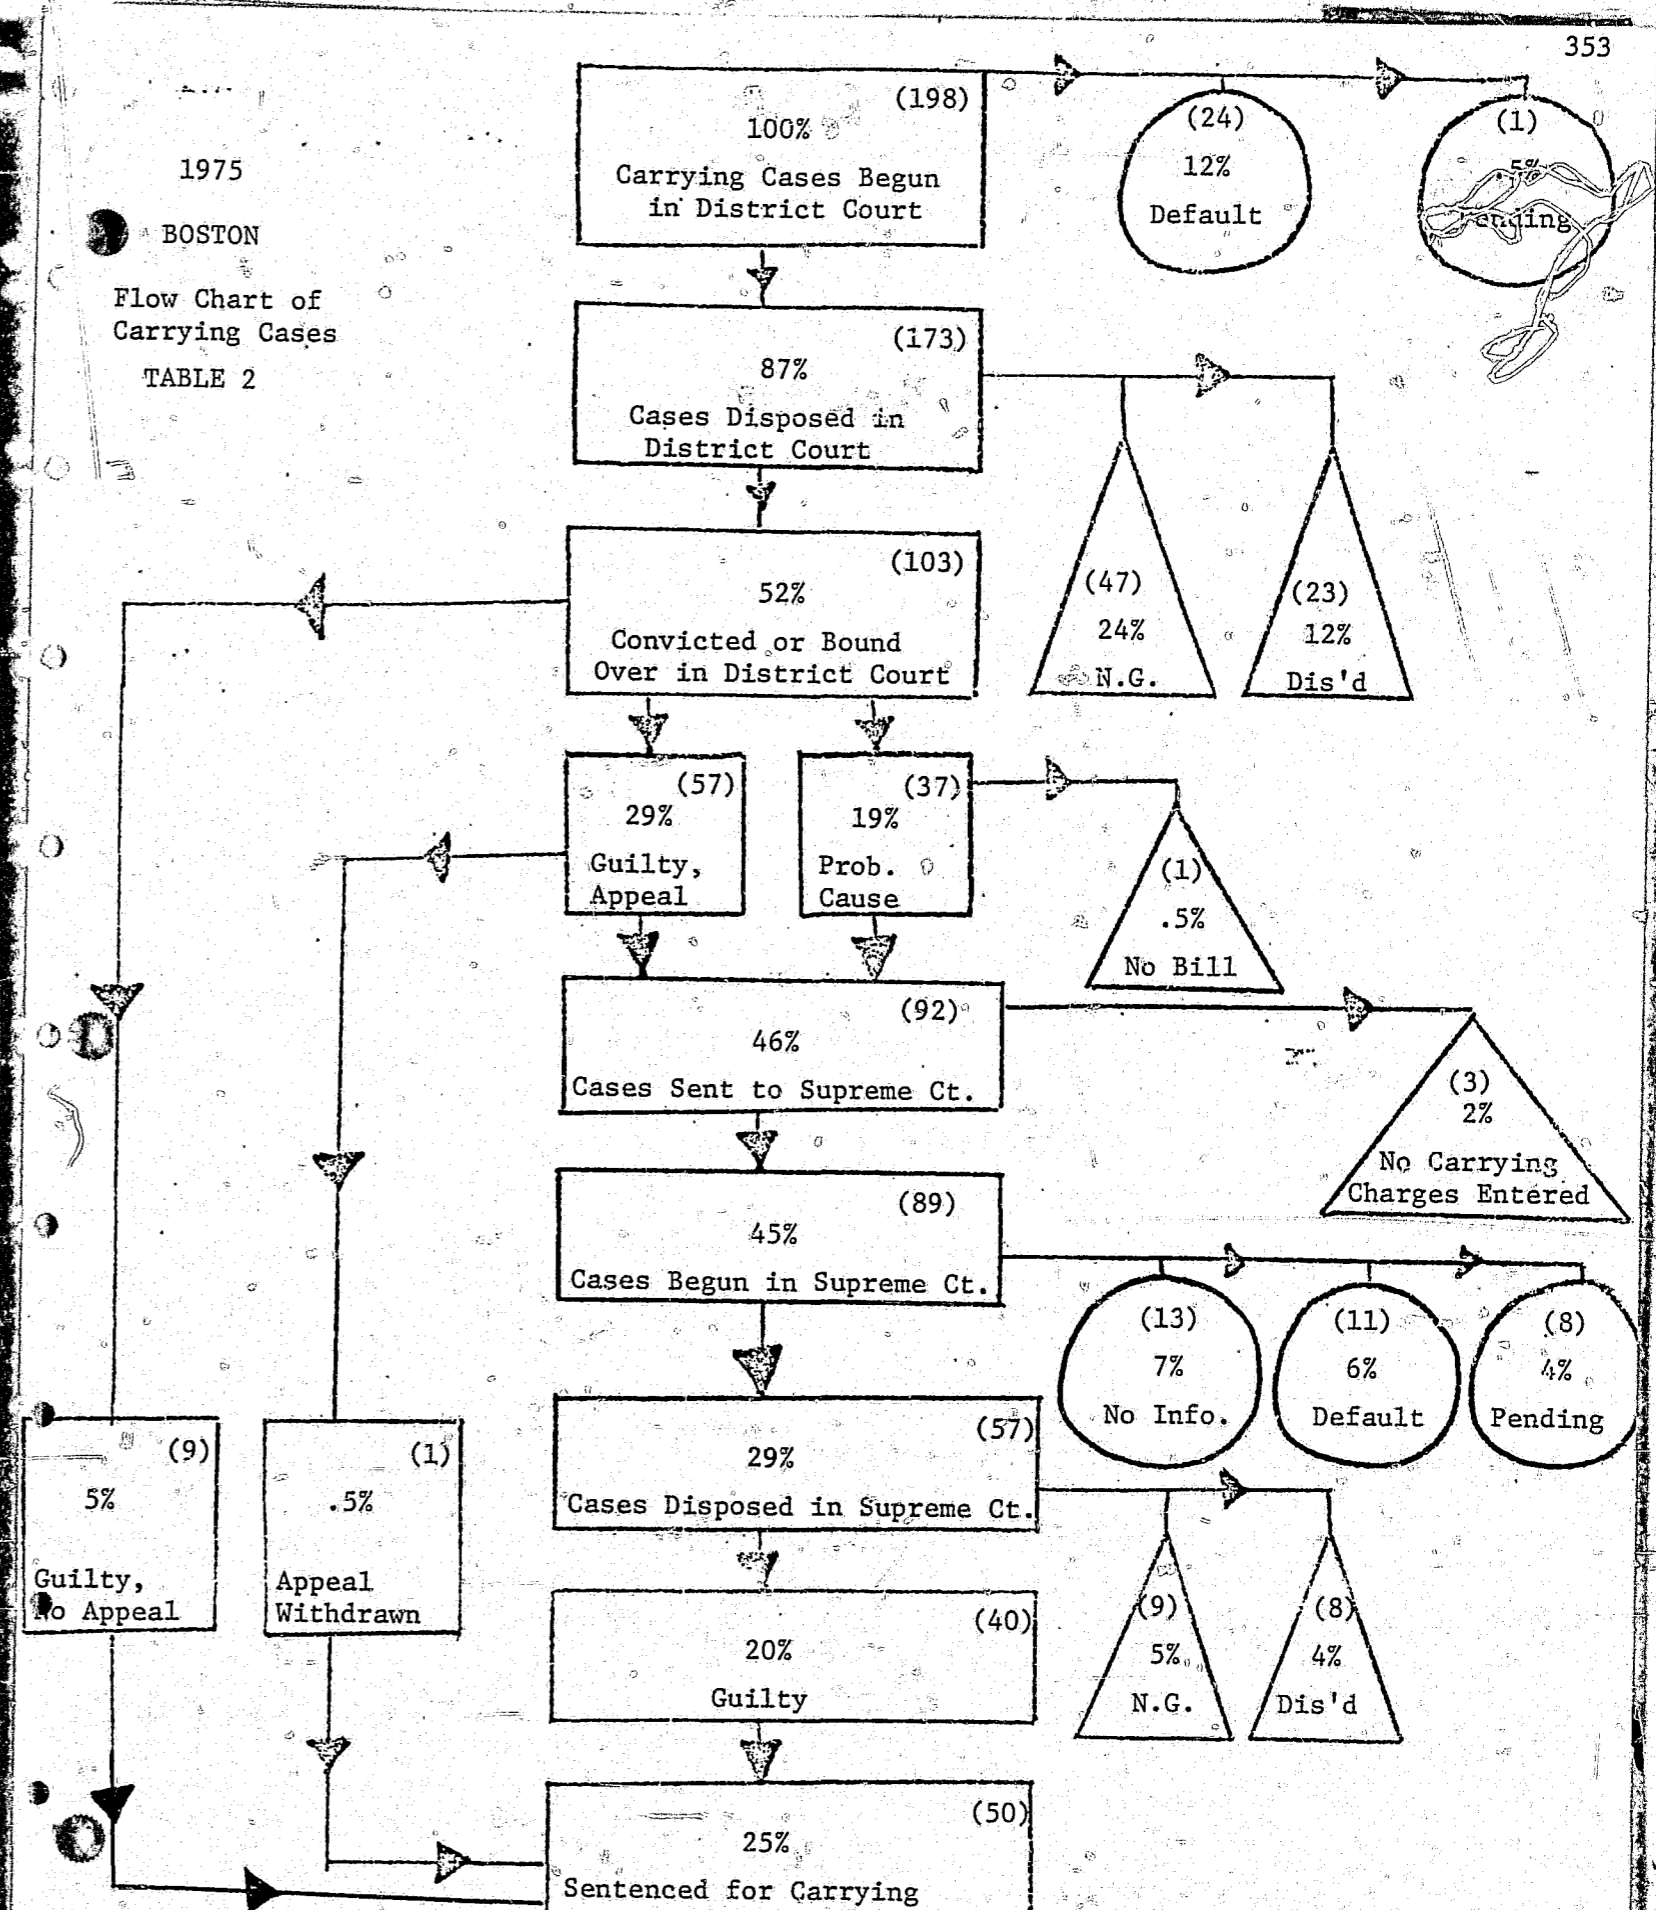 353
1975
BOSTON
Flow Chart of
Carrying Cases
TABLE 2
(198)
100%
Carrying Cases Begun
in District Court
(24)
12%
Default
(1)
.5%
Pending
(173)
87%
Cases Disposed in
District Court
(47)
24%
N.G.
(23)
12%
Dis'd
(103)
52%
Convicted or Bound
Over in District Court
(57)
29%
Guilty,
Appeal
(37)
19%
Prob.
Cause
(1)
.5%
No Bill
(92)
46%
Cases Sent to Supreme Ct.
(3)
2%
No Carrying
Charges Entered
(89)
45%
Cases Begun in Supreme Ct.
(13)
7%
No Info.
(11)
6%
Default
(8)
4%
Pending
(9)
5%
Guilty,
No Appeal
(1)
.5%
Appeal
Withdrawn
(57)
29%
Cases Disposed in Supreme Ct.
(9)
5%
N.G.
(8)
4%
Dis'd
(40)
20%
Guilty
(50)
25%
Sentenced for Carrying